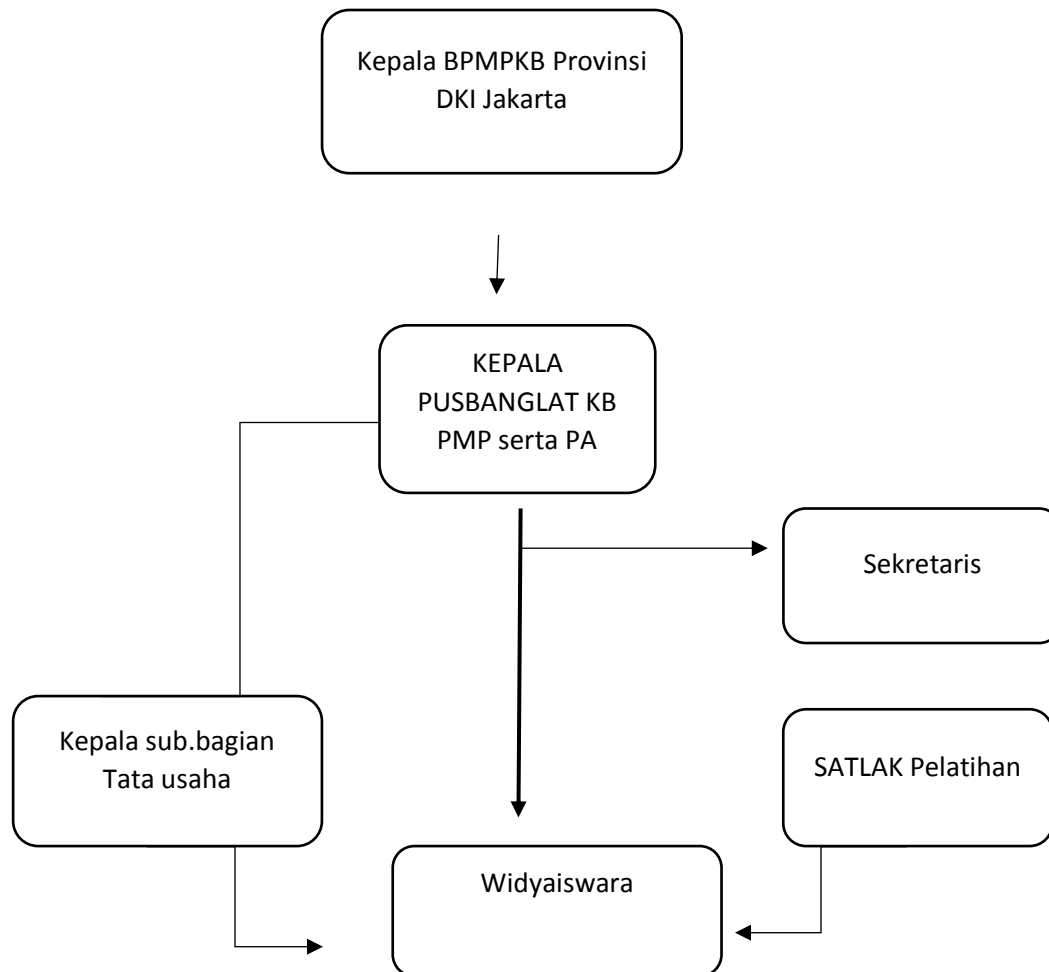 Kepala BPMPKB Provinsi
DKI Jakarta
KEPALA
PUSBANGLAT KB
PMP serta PA
Sekretaris
Kepala sub.bagian
Tata usaha
SATLAK Pelatihan
Widyaiswara